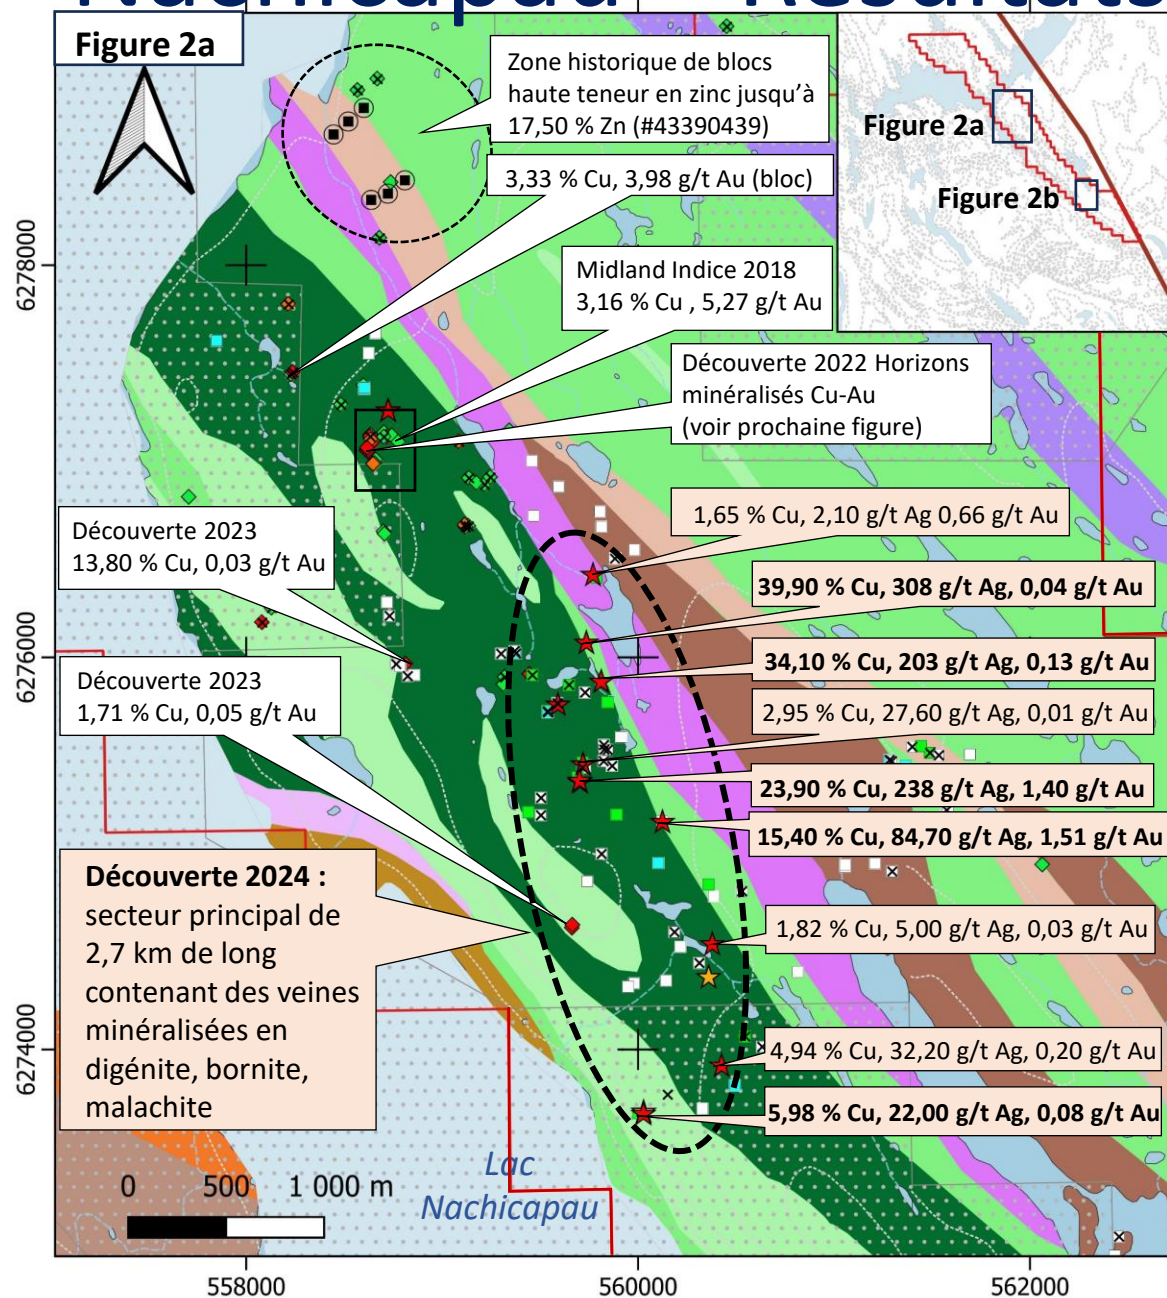 Nachicapau Résultats
Figure 2a
Zone historique de blocs
haute teneur en zinc jusqu'à
17,50 % Zn (#43390439)
3,33 % Cu, 3,98 g/t Au (bloc)
Midland Indice 2018
3,16 % Cu , 5,27 g/t Au
Découverte 2022 Horizons
minéralisés Cu-Au
(voir prochaine figure)
Figure 2a
Figure 2b
1,65 % Cu, 2,10 g/t Ag 0,66 g/t Au
39,90 % Cu, 308 g/t Ag, 0,04 g/t Au
34,10 % Cu, 203 g/t Ag, 0,13 g/t Au
2,95 % Cu, 27,60 g/t Ag, 0,01 g/t Au
23,90 % Cu, 238 g/t Ag, 1,40 g/t Au
15,40 % Cu, 84,70 g/t Ag, 1,51 g/t Au
1,82 % Cu, 5,00 g/t Ag, 0,03 g/t Au
4,94 % Cu, 32,20 g/t Ag, 0,20 g/t Au
5,98 % Cu, 22,00 g/t Ag, 0,08 g/t Au
Découverte 2023
13,80 % Cu, 0,03 g/t Au
Découverte 2023
1,71 % Cu, 0,05 g/t Au
Découverte 2024 :
secteur principal de
2,7 km de long
contenant des veines
minéralisées en
digénite, bornite,
malachite
Lac
Nachicapau
0 500 1 000 m
6278000
6276000
6274000
558000 560000 562000